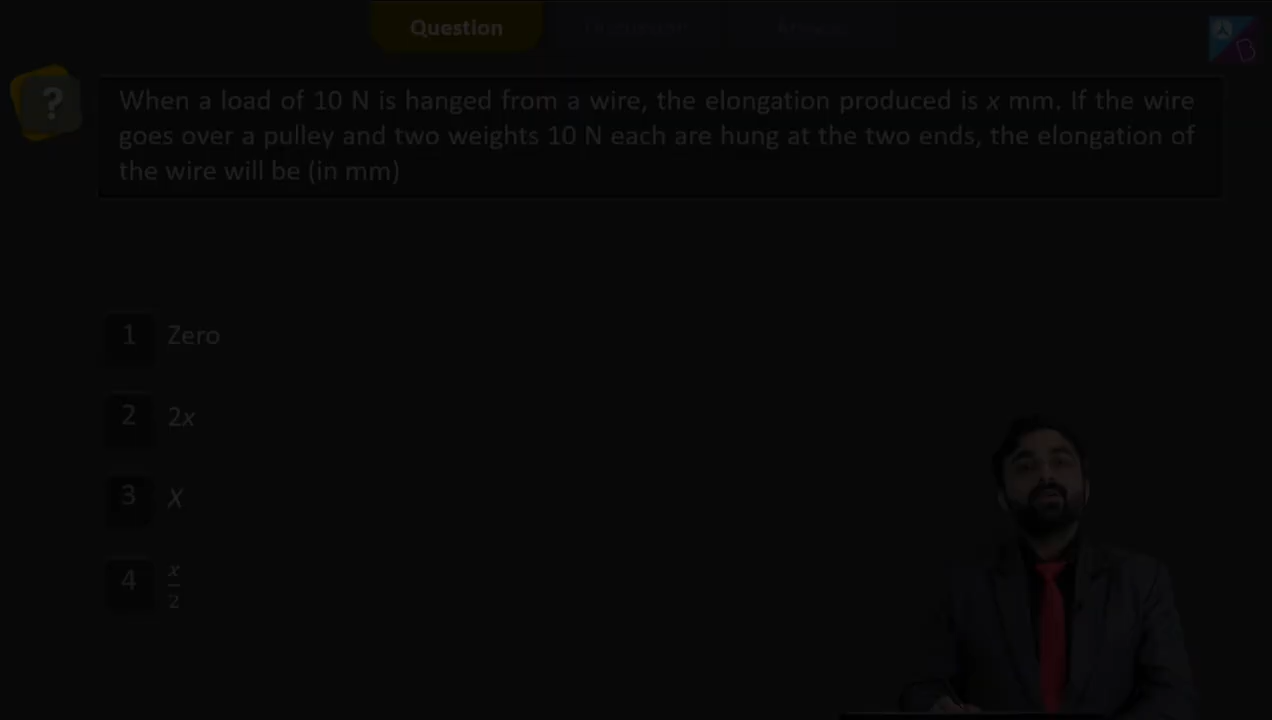 Question
When a load of 10 N is hanged from a wire, the elongation produced is x mm. If the wire
goes over a pulley and two weights 10 N each are hung at the two ends, the elongation of
the wire will be (in mm)
1 Zero
2 2x
3 X
4 x/2